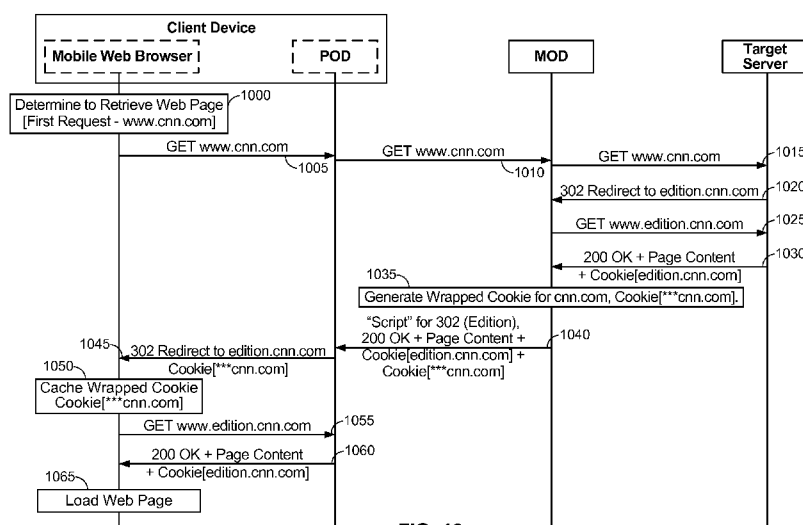 Client Device
Mobile Web Browser
POD
MOD
Target
Server
1000
Determine to Retrieve Web Page
[First Request - www.cnn.com]
GET www.cnn.com
1005
GET www.cnn.com
1010
GET www.cnn.com
1015
302 Redirect to edition.cnn.com
1020
GET www.edition.cnn.com
1025
200 OK + Page Content
+ Cookie[edition.cnn.com]
1030
1035
Generate Wrapped Cookie for cnn.com, Cookie[***cnn.com].
“Script” for 302 (Edition),
200 OK + Page Content +
Cookie[edition.cnn.com] +
Cookie[***cnn.com]
1040
1045
302 Redirect to edition.cnn.com
Cookie[***cnn.com]
1050
Cache Wrapped Cookie
Cookie[***cnn.com]
GET www.edition.cnn.com
1055
200 OK + Page Content
+ Cookie[edition.cnn.com]
1060
1065
Load Web Page